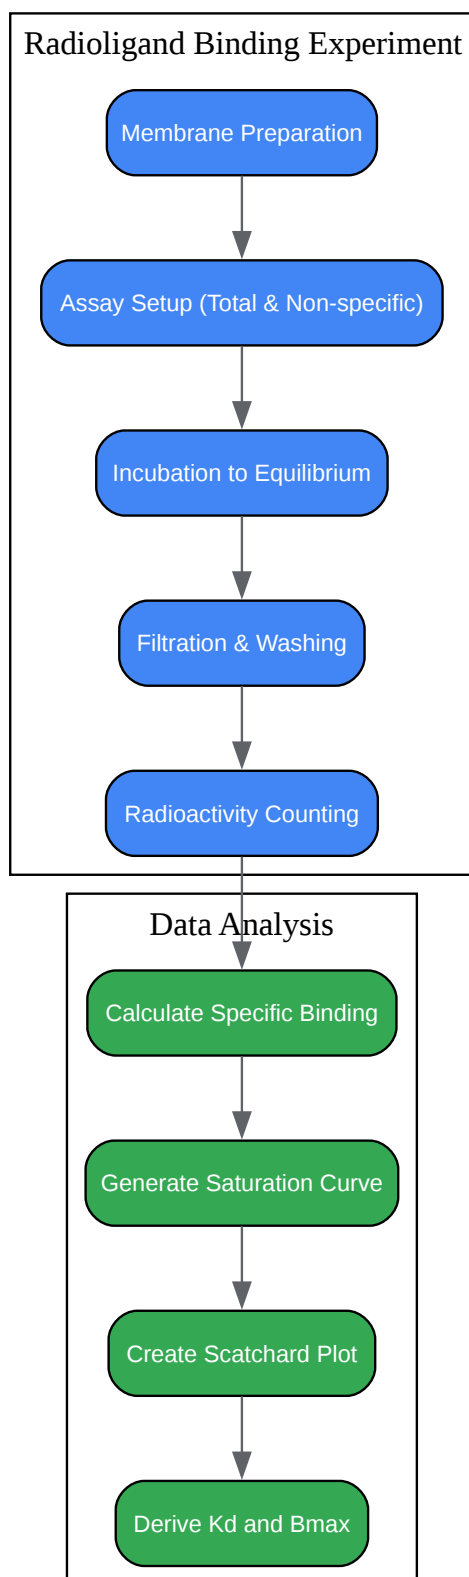 Radioligand Binding Experiment
Membrane Preparation
Assay Setup (Total & Non-specific)
Incubation to Equilibrium
Filtration & Washing
Radioactivity Counting
Data Analysis
Calculate Specific Binding
Generate Saturation Curve
Create Scatchard Plot
Derive Kd and Bmax